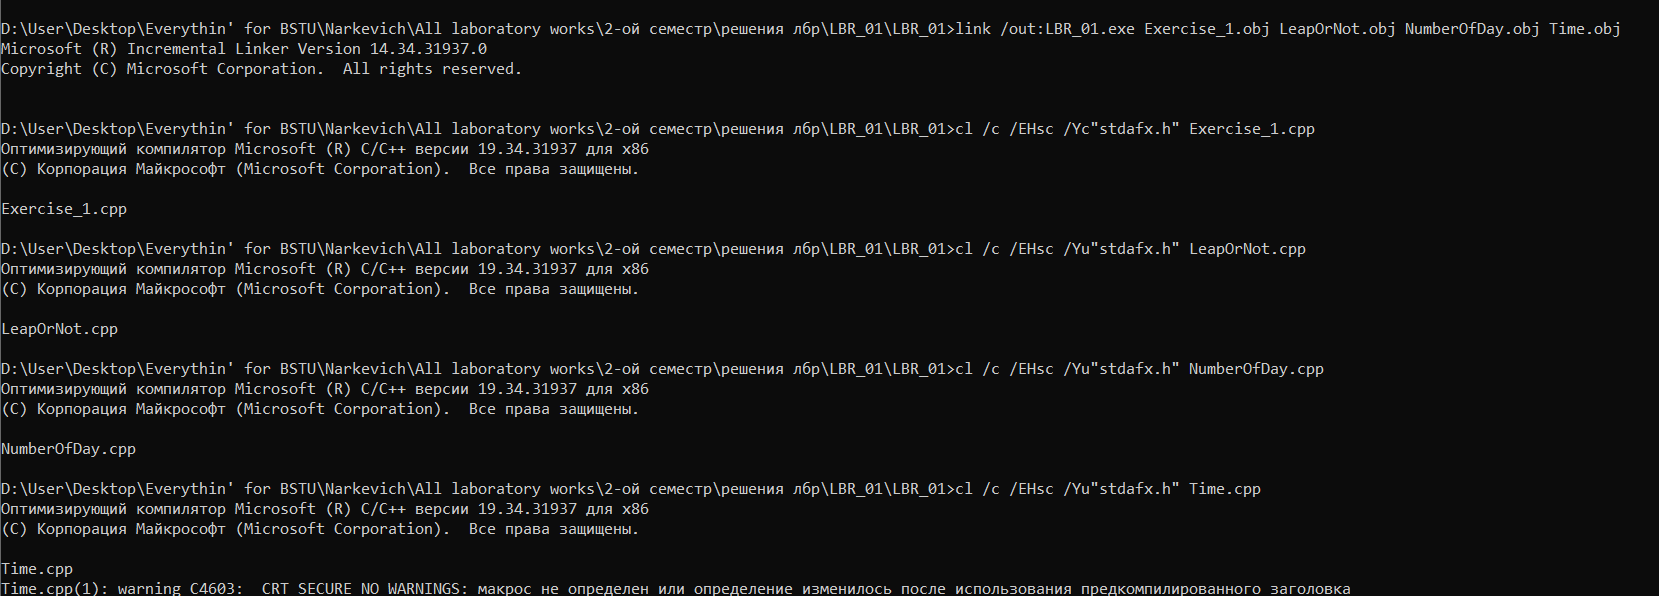 D:\User\Desktop\Everythin' for BSTU\Narkevich\All laboratory works\2-ой семестр\решения лбр\LBR_01\LBR_01>link /out:LBR_01.exe Exercise_1.obj LeapOrNot.obj NumberOfDay.obj Time.obj
Microsoft (R) Incremental Linker Version 14.34.31937.0
Copyright (C) Microsoft Corporation.  All rights reserved.
D:\User\Desktop\Everythin' for BSTU\Narkevich\All laboratory works\2-ой семестр\решения лбр\LBR_01\LBR_01>cl /c /EHsc /Yc"stdafx.h" Exercise_1.cpp
Оптимизирующий компилятор Microsoft (R) C/C++ версии 19.34.31937 для x86
(C) Корпорация Майкрософт (Microsoft Corporation).  Все права защищены.
Exercise_1.cpp
D:\User\Desktop\Everythin' for BSTU\Narkevich\All laboratory works\2-ой семестр\решения лбр\LBR_01\LBR_01>cl /c /EHsc /Yu"stdafx.h" LeapOrNot.cpp
Оптимизирующий компилятор Microsoft (R) C/C++ версии 19.34.31937 для x86
(C) Корпорация Майкрософт (Microsoft Corporation).  Все права защищены.
LeapOrNot.cpp
D:\User\Desktop\Everythin' for BSTU\Narkevich\All laboratory works\2-ой семестр\решения лбр\LBR_01\LBR_01>cl /c /EHsc /Yu"stdafx.h" NumberOfDay.cpp
Оптимизирующий компилятор Microsoft (R) C/C++ версии 19.34.31937 для x86
(C) Корпорация Майкрософт (Microsoft Corporation).  Все права защищены.
NumberOfDay.cpp
D:\User\Desktop\Everythin' for BSTU\Narkevich\All laboratory works\2-ой семестр\решения лбр\LBR_01\LBR_01>cl /c /EHsc /Yu"stdafx.h" Time.cpp
Оптимизирующий компилятор Microsoft (R) C/C++ версии 19.34.31937 для x86
(C) Корпорация Майкрософт (Microsoft Corporation).  Все права защищены.
Time.cpp
Time.cpp(1): warning C4603: _CRT_SECURE_NO_WARNINGS: макрос не определен или определение изменилось после использования предкомпилированного заголовка